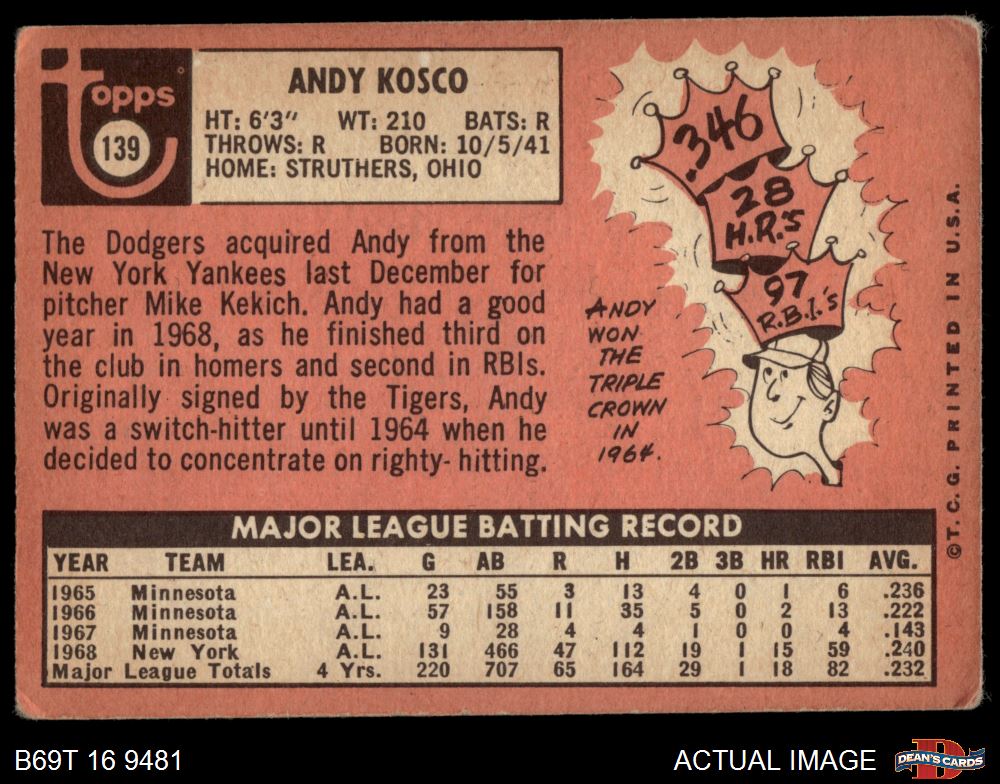 Topps
139
ANDY KOSCO
HT: 6'3" WT: 210 BATS: R
THROWS: R BORN: 10/5/41
HOME: STRUTHERS, OHIO
The Dodgers acquired Andy from the
New York Yankees last December for
pitcher Mike Kekich. Andy had a good
year in 1968, as he finished third on
the club in homers and second in RBIs.
Originally signed by the Tigers, Andy
was a switch-hitter until 1964 when he
decided to concentrate on righty- hitting.
.346
28
H.R.'S
97
R.B.I.'s
ANDY
WON
THE
TRIPLE
CROWN
IN
1964.
©T.C.G. PRINTED IN U.S.A.
MAJOR LEAGUE BATTING RECORD
YEAR TEAM LEA. G AB R H 2B 3B HR RBI AVG.
1965 Minnesota A.L. 23 55 3 13 4 0 1 6 .236
1966 Minnesota A.L. 57 158 11 35 5 0 2 13 .222
1967 Minnesota A.L. 9 28 4 4 1 0 0 4 .143
1968 New York A.L. 131 466 47 112 19 1 15 59 .240
Major League Totals 4 Yrs. 220 707 65 164 29 1 18 82 .232
B69T 16 9481
ACTUAL IMAGE
D
DEAN'S CARDS